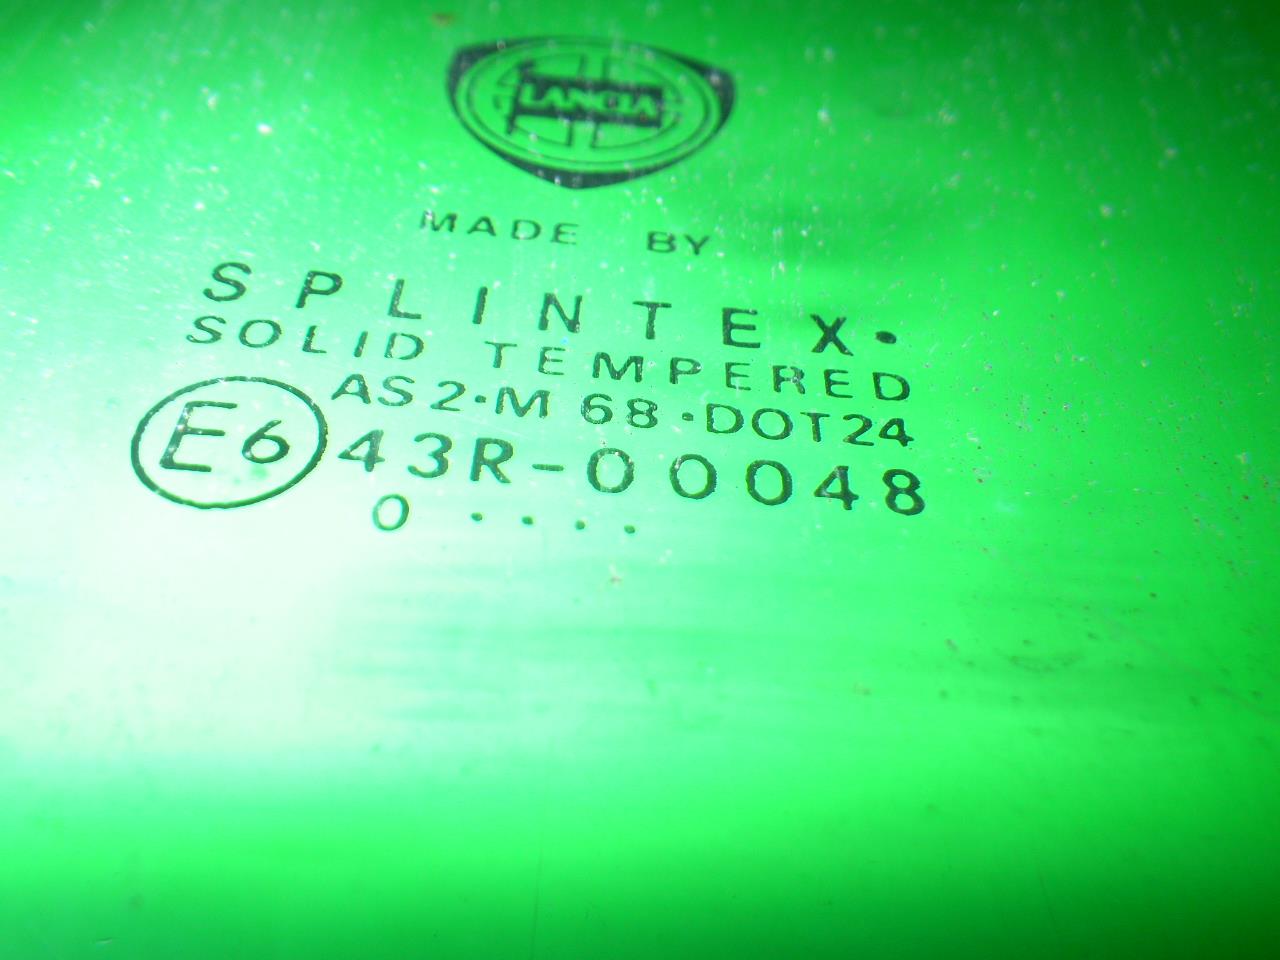 LANCIA
MADE BY
SPLINTEX·
SOLID TEMPERED
AS2·M 68·DOT24
E6 43R-00048
0 ····